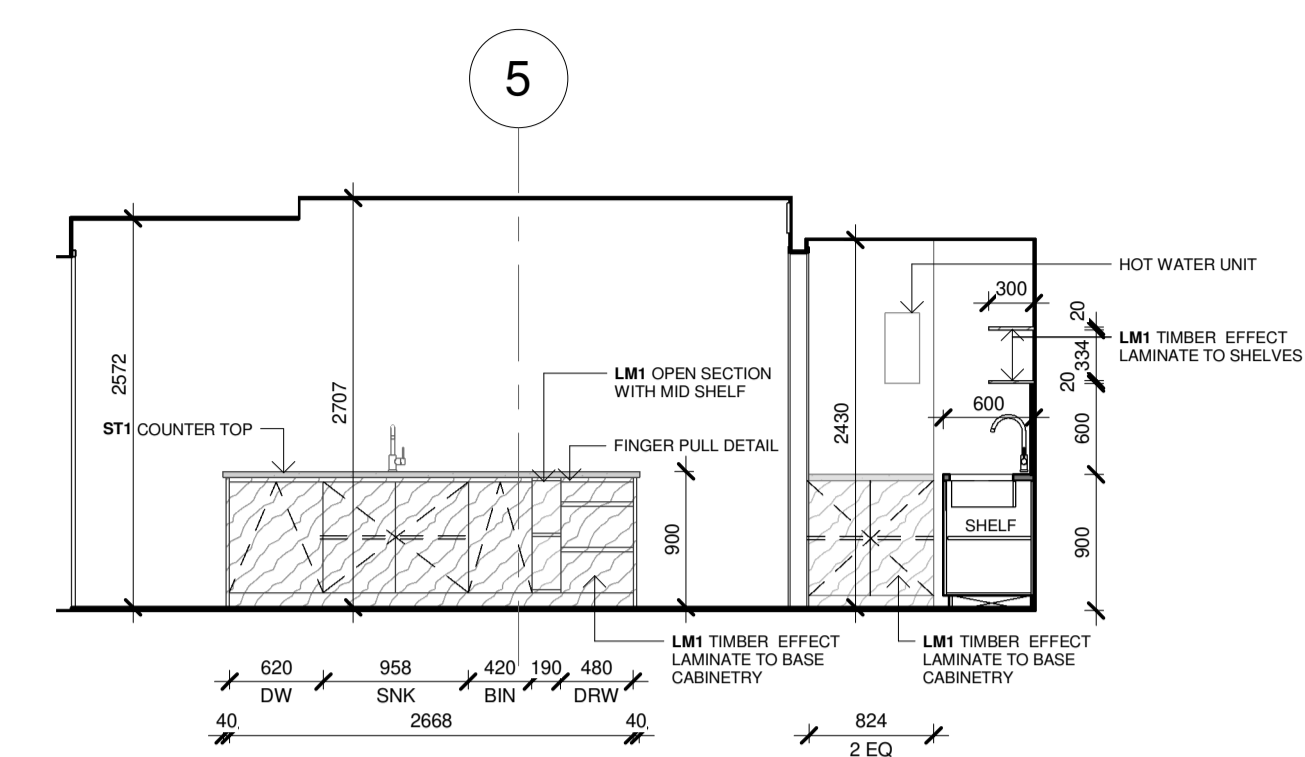 5
HOT WATER UNIT
300
20
LM1 TIMBER EFFECT
LAMINATE TO SHELVES
334
20
2572
2707
LM1 OPEN SECTION
WITH MID SHELF
2430
600
600
ST1 COUNTER TOP
FINGER PULL DETAIL
900
SHELF
900
LM1 TIMBER EFFECT
LAMINATE TO BASE
CABINETRY
LM1 TIMBER EFFECT
LAMINATE TO BASE
CABINETRY
620 958 420 190 480
DW SNK BIN DRW
40 2668 40
824
2 EQ